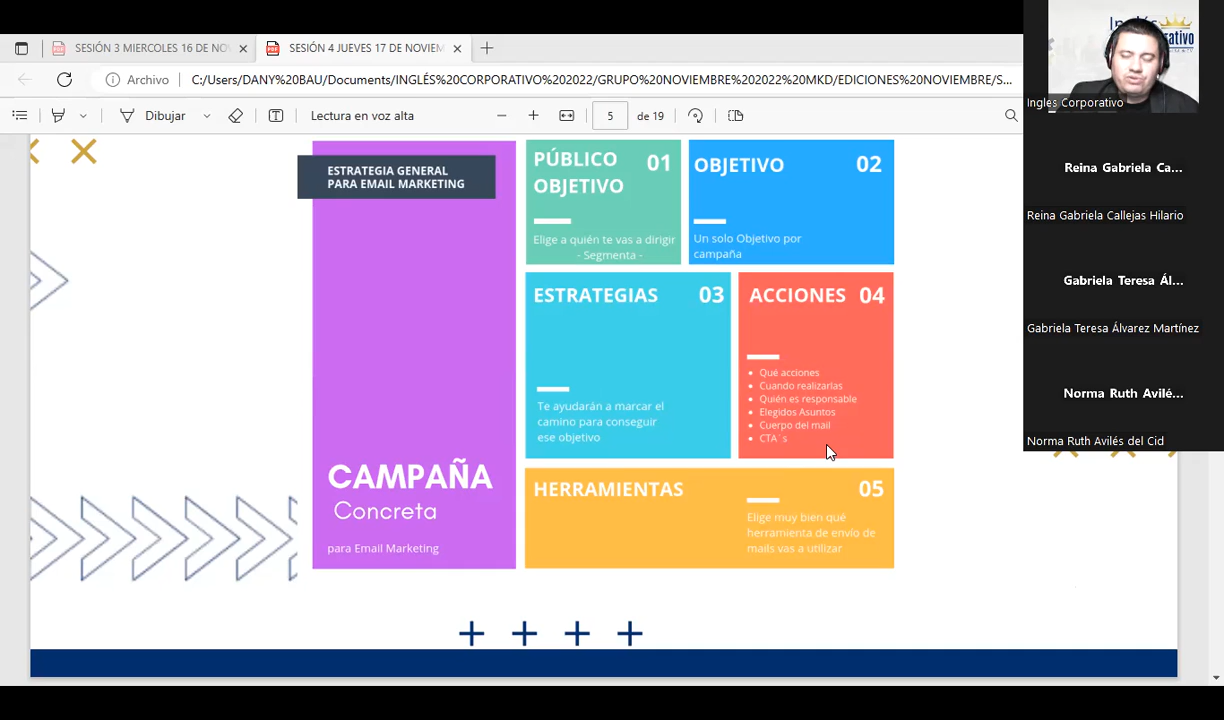 SESIÓN 3 MIERCOLES 16 DE NO
SESIÓN 4 JUEVES 17 DE NOVIEM
Archivo
C:/Users/DANY%20BAU/Documents/INGLÉS%20CORPORATIVO%202022/GRUPO%20NOVIEMBRE%202022%20MKD/EDICIONES%20NOVIEMBRE/S...
Dibujar
Lectura en voz alta
5
de 19
ESTRATEGIA GENERAL
PARA EMAIL MARKETING
CAMPAÑA
Concreta
para Email Marketing
PÚBLICO
OBJETIVO
01
Elige a quién te vas a dirigir
- Segmenta -
OBJETIVO
02
Un solo Objetivo por
campaña
ESTRATEGIAS
03
Te ayudarán a marcar el
camino para conseguir
ese objetivo
ACCIONES
04
• Qué acciones
• Cuando realizarlas
• Quién es responsable
• Elegidos Asuntos
• Cuerpo del mail
• CTA´s
HERRAMIENTAS
05
Elige muy bien qué
herramienta de envío de
mails vas a utilizar
Inglés Corporativo
Reina Gabriela Ca...
Reina Gabriela Callejas Hilario
Gabriela Teresa Ál...
Gabriela Teresa Álvarez Martínez
Norma Ruth Avilé...
Norma Ruth Avilés del Cid